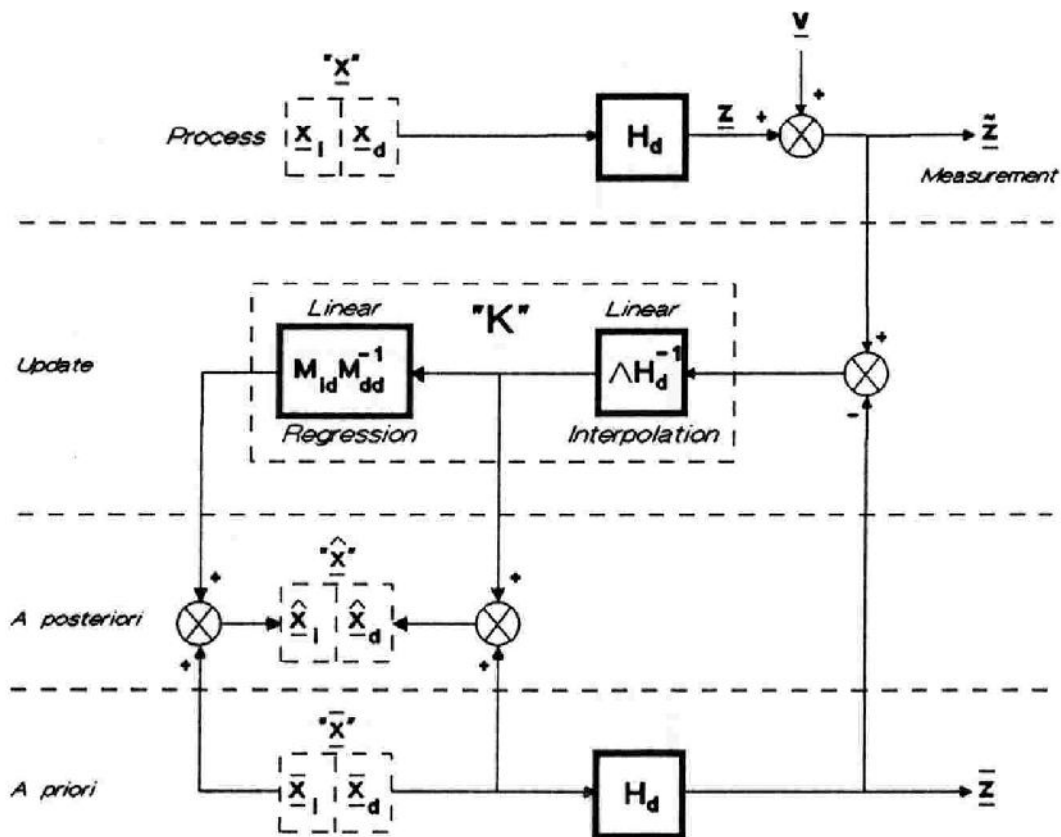 v
"x"
+
Process x_i x_d H_d z + z̃
Measurement
Linear "K" Linear
+
Update M_id M_dd^-1 ΛH_d^-1
-
Regression Interpolation
"x̂"
+ +
A posteriori x̂_i x̂_d
+ +
"x̄"
A priori x̄_i x̄_d H_d z̄